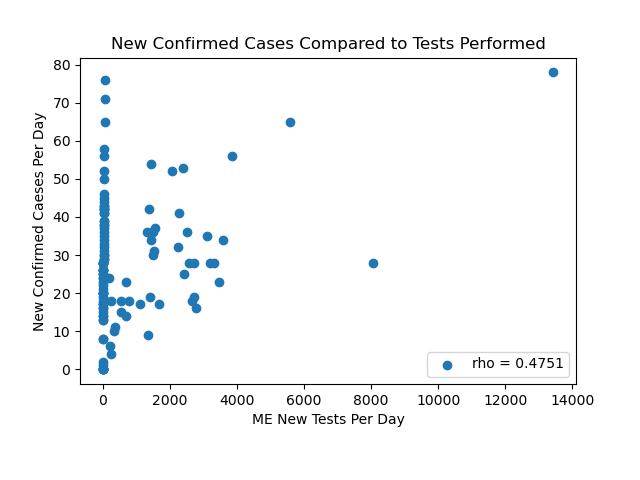 New Confirmed Cases Compared to Tests Performed
80
70
60
50
40
30
20
10
0
New Confirmed Caeses Per Day
rho = 0.4751
0 2000 4000 6000 8000 10000 12000 14000
ME New Tests Per Day